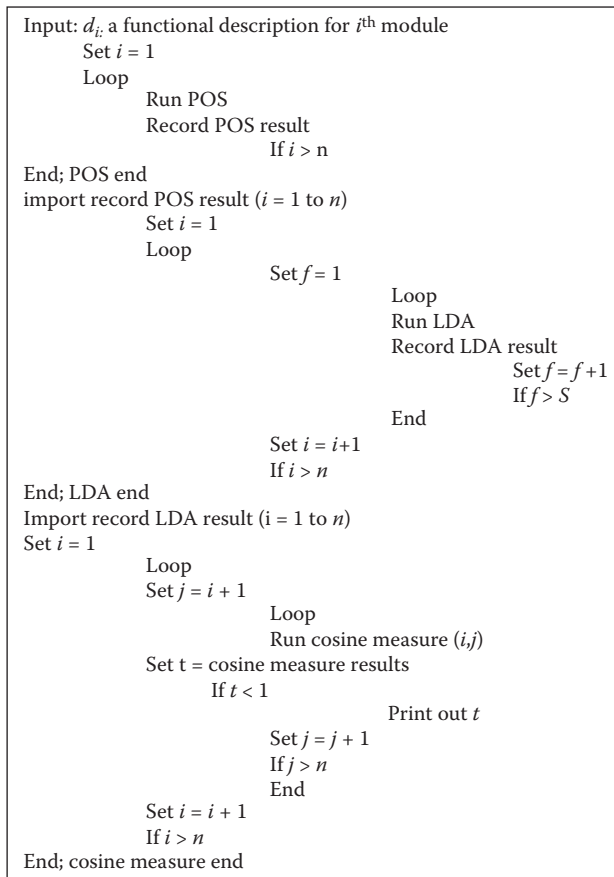 Input: di: a functional description for ith module
Set i = 1
Loop
Run POS
Record POS result
If i > n
End; POS end
import record POS result (i = 1 to n)
Set i = 1
Loop
Set f = 1
Loop
Run LDA
Record LDA result
Set f = f +1
If f > S
End
Set i = i+1
If i > n
End; LDA end
Import record LDA result (i = 1 to n)
Set i = 1
Loop
Set j = i + 1
Loop
Run cosine measure (i,j)
Set t = cosine measure results
If t < 1
Print out t
Set j = j + 1
If j > n
End
Set i = i + 1
If i > n
End; cosine measure end